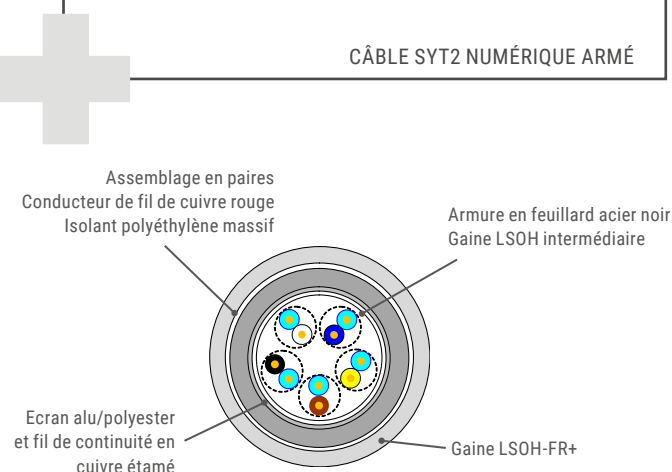 CÂBLE SYT2 NUMÉRIQUE ARMÉ
Assemblage en paires
Conducteur de fil de cuivre rouge
Isolant polyéthylène massif
Armure en feuillard acier noir
Gaine LSOH intermédiaire
Ecran alu/polyester
et fil de continuité en
cuivre étamé
Gaine LSOH-FR+